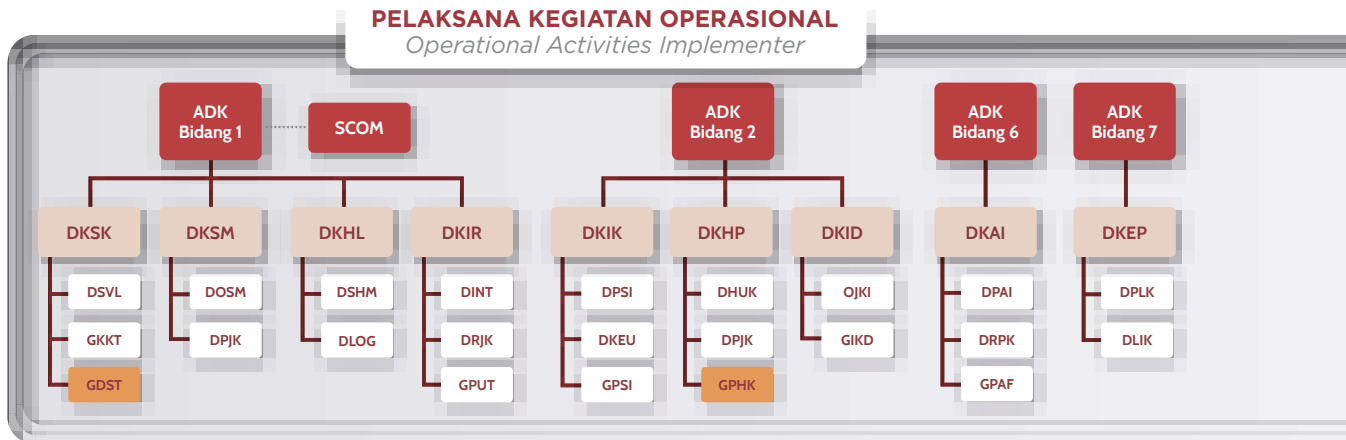 PELAKSANA KEGIATAN OPERASIONAL
Operational Activities Implementer
ADK
Bidang 1
SCOM
ADK
Bidang 2
ADK
Bidang 6
ADK
Bidang 7
DKSK
DKSM
DKHL
DKIR
DKIK
DKHP
DKID
DKAI
DKEP
DSVL
DOSM
DSHM
DINT
DPSI
DHUK
OJKI
DPAI
DPLK
GKKT
DPJK
DLOG
DRJK
DKEU
DPJK
GIKD
DRPK
DLIK
GDST
GPUT
GPSI
GPHK
GPAF